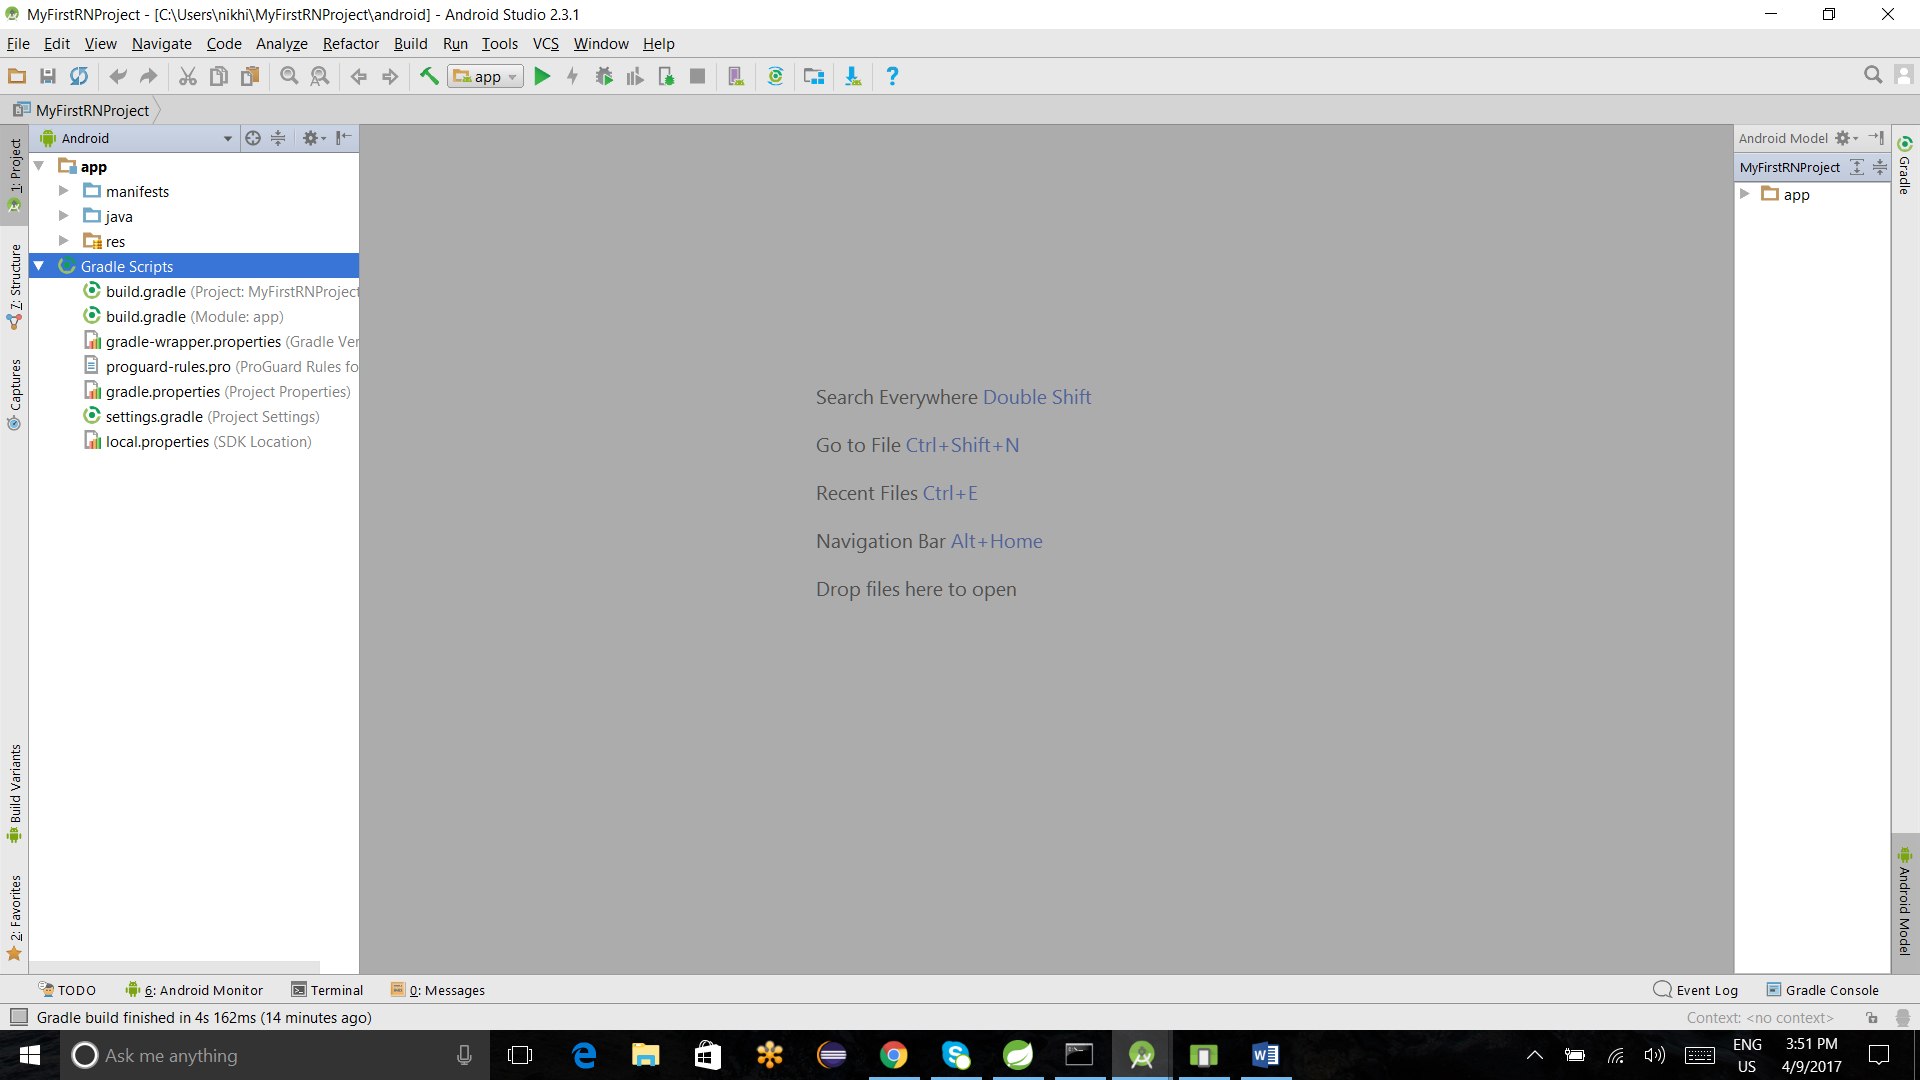 MyFirstRNProject - [C:\Users\nikhi\MyFirstRNProject\android] - Android Studio 2.3.1
File Edit View Navigate Code Analyze Refactor Build Run Tools VCS Window Help
app
MyFirstRNProject
1: Project
7: Structure
Captures
Build Variants
2: Favorites
Android
app
manifests
java
res
Gradle Scripts
build.gradle (Project: MyFirstRNProject
build.gradle (Module: app)
gradle-wrapper.properties (Gradle Ver
proguard-rules.pro (ProGuard Rules fo
gradle.properties (Project Properties)
settings.gradle (Project Settings)
local.properties (SDK Location)
Search Everywhere Double Shift
Go to File Ctrl+Shift+N
Recent Files Ctrl+E
Navigation Bar Alt+Home
Drop files here to open
Android Model
MyFirstRNProject
app
Gradle
Android Model
TODO 6: Android Monitor Terminal 0: Messages Event Log Gradle Console
Gradle build finished in 4s 162ms (14 minutes ago) Context: <no context>
Ask me anything
ENG
US
3:51 PM
4/9/2017